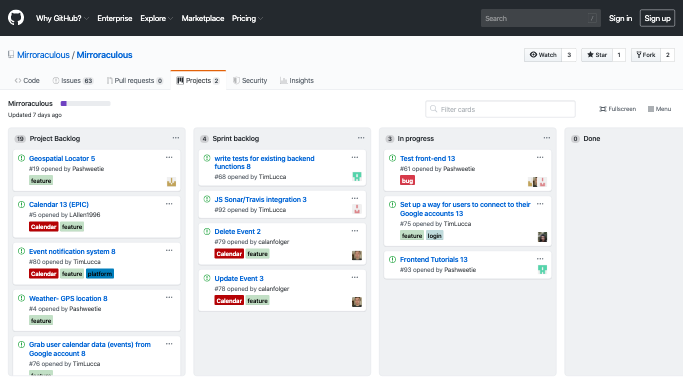 Why GitHub? Enterprise Explore Marketplace Pricing Search / Sign in Sign up
Mirroraculous / Mirroraculous Watch 3 Star 1 Fork 2
Code Issues 63 Pull requests 0 Projects 2 Security Insights
Mirroraculous
Updated 7 days ago
Filter cards Fullscreen Menu
19 Project Backlog
Geospatial Locator 5
#19 opened by Pashweetie
feature
Calendar 13 (EPIC)
#5 opened by LAllen1996
Calendar feature
Event notification system 8
#80 opened by TimLucca
Calendar feature platform
Weather- GPS location 8
#4 opened by Pashweetie
feature
Grab user calendar data (events) from
Google account 8
#76 opened by TimLucca
feature
4 Sprint backlog
write tests for existing backend
functions 8
#68 opened by TimLucca
JS Sonar/Travis integration 3
#92 opened by TimLucca
Delete Event 2
#79 opened by calanfolger
Calendar feature
Update Event 3
#78 opened by calanfolger
Calendar feature
3 In progress
Test front-end 13
#61 opened by Pashweetie
bug
Set up a way for users to connect to their
Google accounts 13
#75 opened by TimLucca
feature login
Frontend Tutorials 13
#93 opened by Pashweetie
0 Done